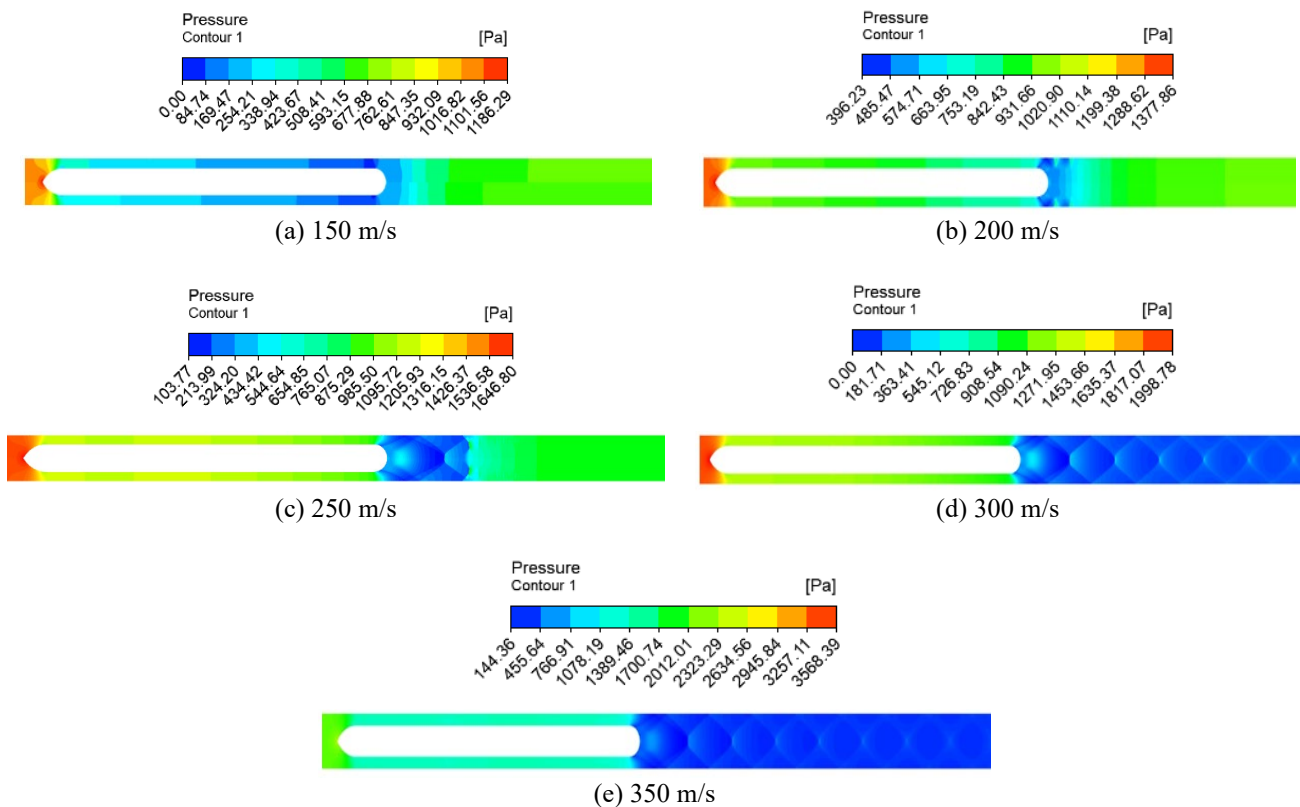 Pressure
Contour 1 [Pa]
0.00 84.74 169.47 254.21 338.94 423.67 508.41 593.15 677.88 762.61 847.35 932.09 1016.82 1101.56 1186.29
(a) 150 m/s
Pressure
Contour 1 [Pa]
396.23 485.47 574.71 663.95 753.19 842.43 931.66 1020.90 1110.14 1199.38 1288.62 1377.86
(b) 200 m/s
Pressure
Contour 1 [Pa]
103.77 213.99 324.20 434.42 544.64 654.85 765.07 875.29 985.50 1095.72 1205.93 1316.15 1426.37 1536.58 1646.80
(c) 250 m/s
Pressure
Contour 1 [Pa]
0.00 181.71 363.41 545.12 726.83 908.54 1090.24 1271.95 1453.66 1635.37 1817.07 1998.78
(d) 300 m/s
Pressure
Contour 1 [Pa]
144.36 455.64 766.91 1078.19 1389.46 1700.74 2012.01 2323.29 2634.56 2945.84 3257.11 3568.39
(e) 350 m/s